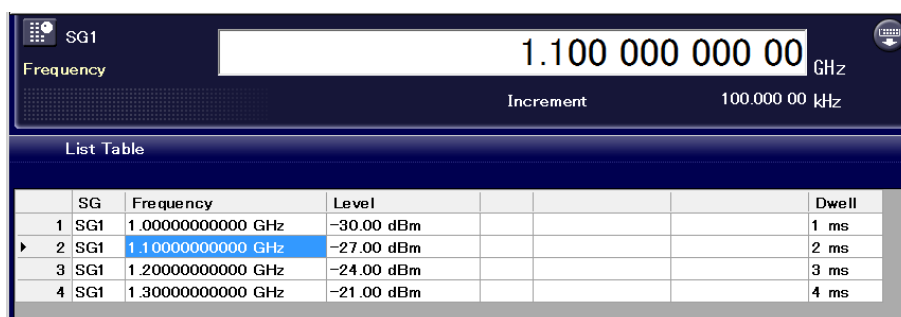 SG1
1.100 000 000 00 GHz
Frequency
Increment 100.000 00 kHz
List Table
SG Frequency Level Dwell
1 SG1 1.00000000000 GHz -30.00 dBm 1 ms
2 SG1 1.10000000000 GHz -27.00 dBm 2 ms
3 SG1 1.20000000000 GHz -24.00 dBm 3 ms
4 SG1 1.30000000000 GHz -21.00 dBm 4 ms